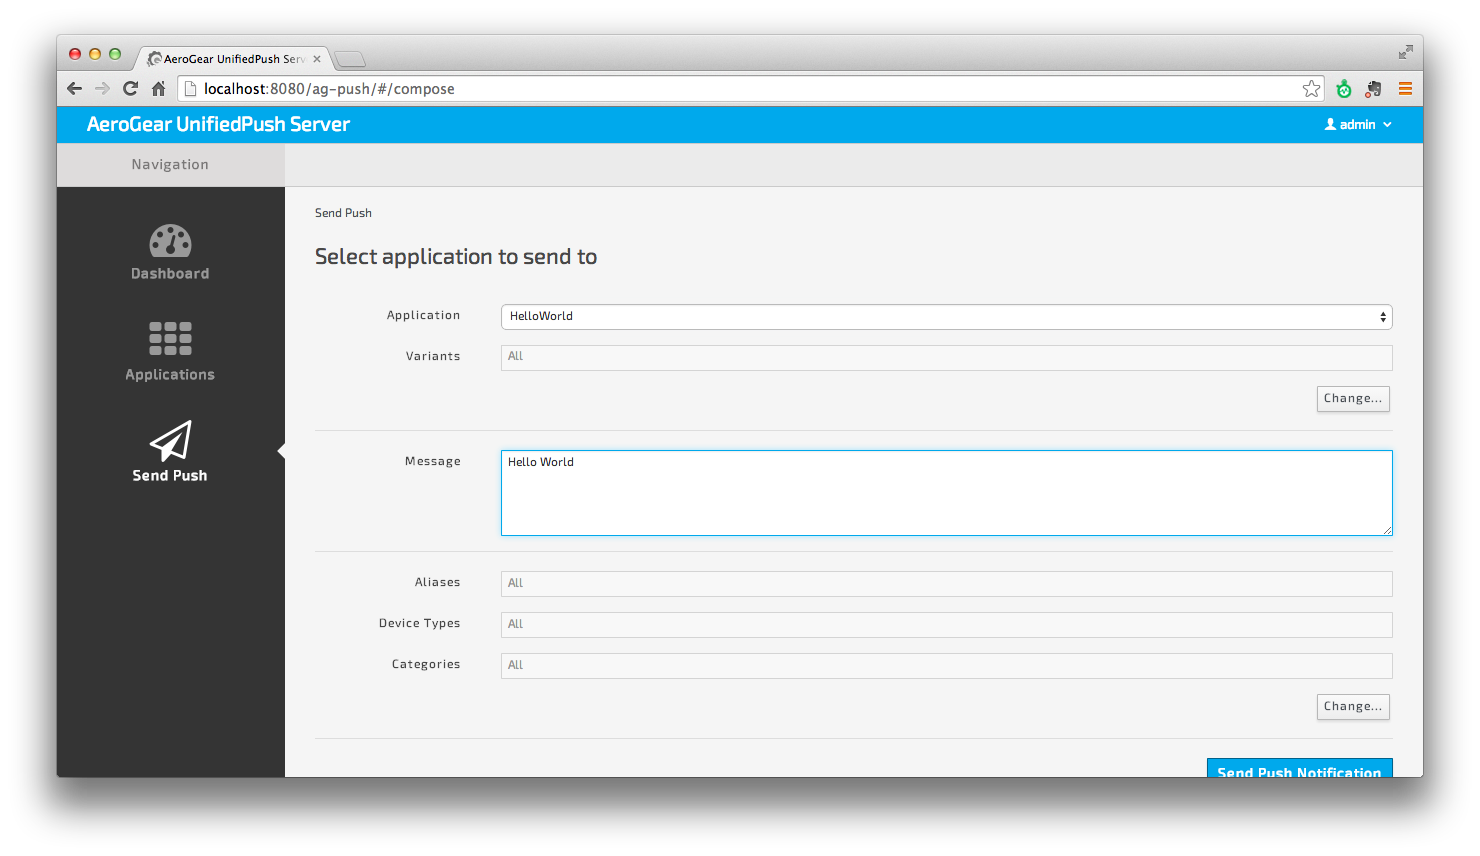 AeroGear UnifiedPush Serv
localhost:8080/ag-push/#/compose
AeroGear UnifiedPush Server
admin
Navigation
Dashboard
Applications
Send Push
Send Push
Select application to send to
Application
HelloWorld
Variants
All
Change...
Message
Hello World
Aliases
All
Device Types
All
Categories
All
Change...
Send Push Notification